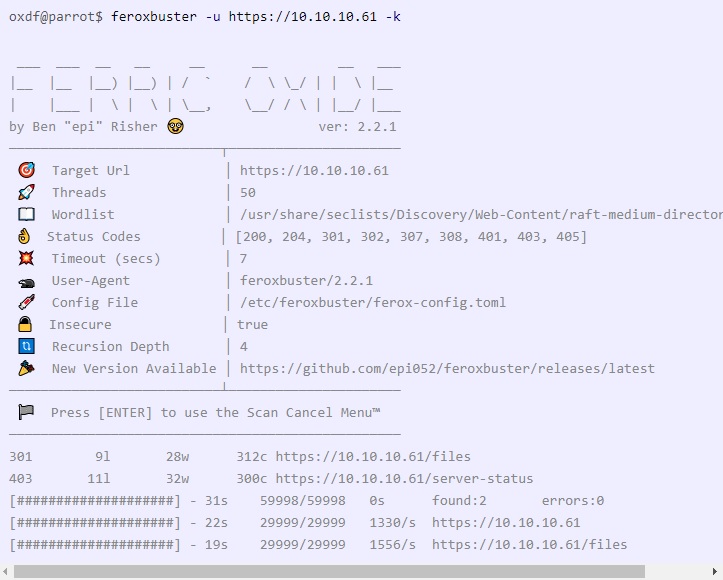 oxdf@parrot$ feroxbuster -u https://10.10.10.61 -k
 ___  ___  __   __     __      __         __   ___
|__  |__  |__) |__) | /  `    /  \ \_/ | |  \ |__
|    |___ |  \ |  \ | \__,    \__/ / \ | |__/ |___
by Ben "epi" Risher 🤓                 ver: 2.2.1
───────────────────────────┬──────────────────────
 🎯  Target Url            │ https://10.10.10.61
 🚀  Threads               │ 50
 📖  Wordlist              │ /usr/share/seclists/Discovery/Web-Content/raft-medium-director
 👌  Status Codes          │ [200, 204, 301, 302, 307, 308, 401, 403, 405]
 💥  Timeout (secs)        │ 7
 🦡  User-Agent            │ feroxbuster/2.2.1
 💉  Config File           │ /etc/feroxbuster/ferox-config.toml
 🔓  Insecure              │ true
 🔃  Recursion Depth       │ 4
 🎉  New Version Available │ https://github.com/epi052/feroxbuster/releases/latest
───────────────────────────┴──────────────────────
 🏁  Press [ENTER] to use the Scan Cancel Menu™
──────────────────────────────────────────────────
301        9l       28w      312c https://10.10.10.61/files
403       11l       32w      300c https://10.10.10.61/server-status
[####################] - 31s    59998/59998   0s      found:2       errors:0
[####################] - 22s    29999/29999   1330/s  https://10.10.10.61
[####################] - 19s    29999/29999   1556/s  https://10.10.10.61/files